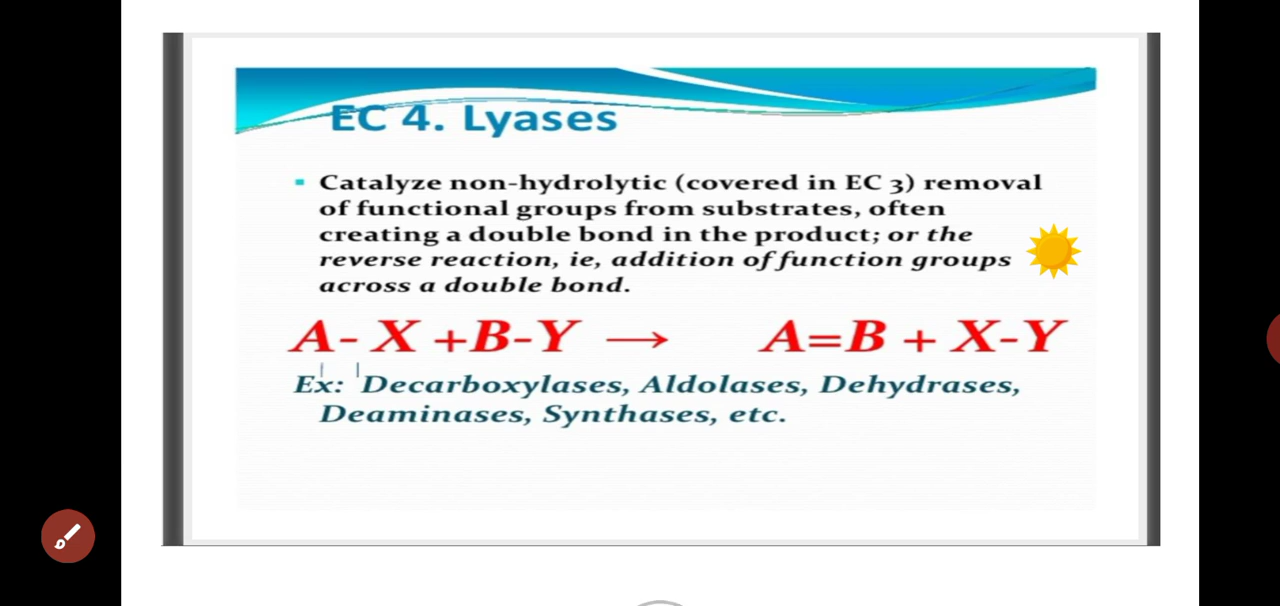 EC 4. Lyases
▪ Catalyze non-hydrolytic (covered in EC 3) removal
of functional groups from substrates, often
creating a double bond in the product; or the
reverse reaction, ie, addition of function groups
across a double bond.
A- X +B-Y → A=B + X-Y
Ex: Decarboxylases, Aldolases, Dehydrases,
Deaminases, Synthases, etc.